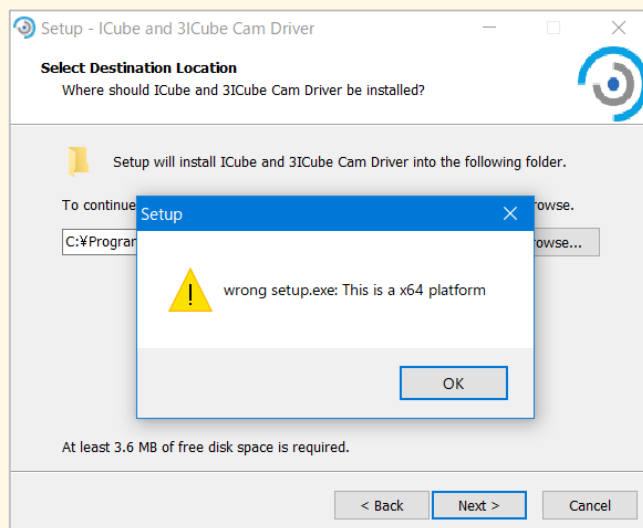 Setup - ICube and 3ICube Cam Driver
Select Destination Location
Where should ICube and 3ICube Cam Driver be installed?
Setup will install ICube and 3ICube Cam Driver into the following folder.
To continue
Setup
C:¥Program
wrong setup.exe: This is a x64 platform
OK
At least 3.6 MB of free disk space is required.
< Back
Next >
Cancel